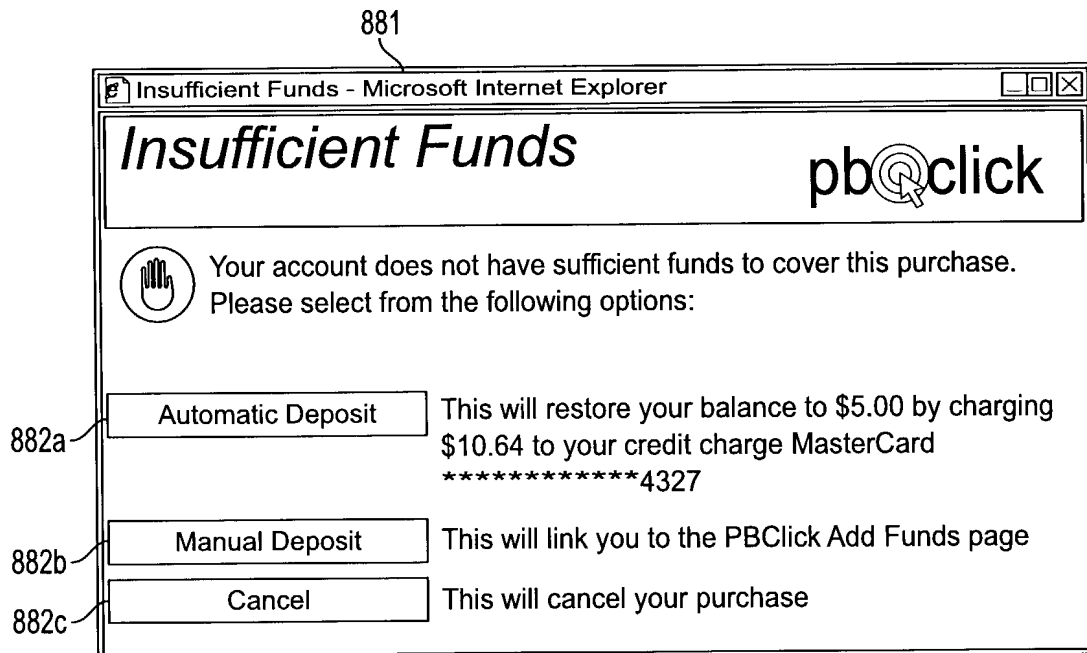 881
Insufficient Funds - Microsoft Internet Explorer
Insufficient Funds
pb click
Your account does not have sufficient funds to cover this purchase.
Please select from the following options:
882a
Automatic Deposit
This will restore your balance to $5.00 by charging
$10.64 to your credit charge MasterCard
************4327
882b
Manual Deposit
This will link you to the PBClick Add Funds page
882c
Cancel
This will cancel your purchase